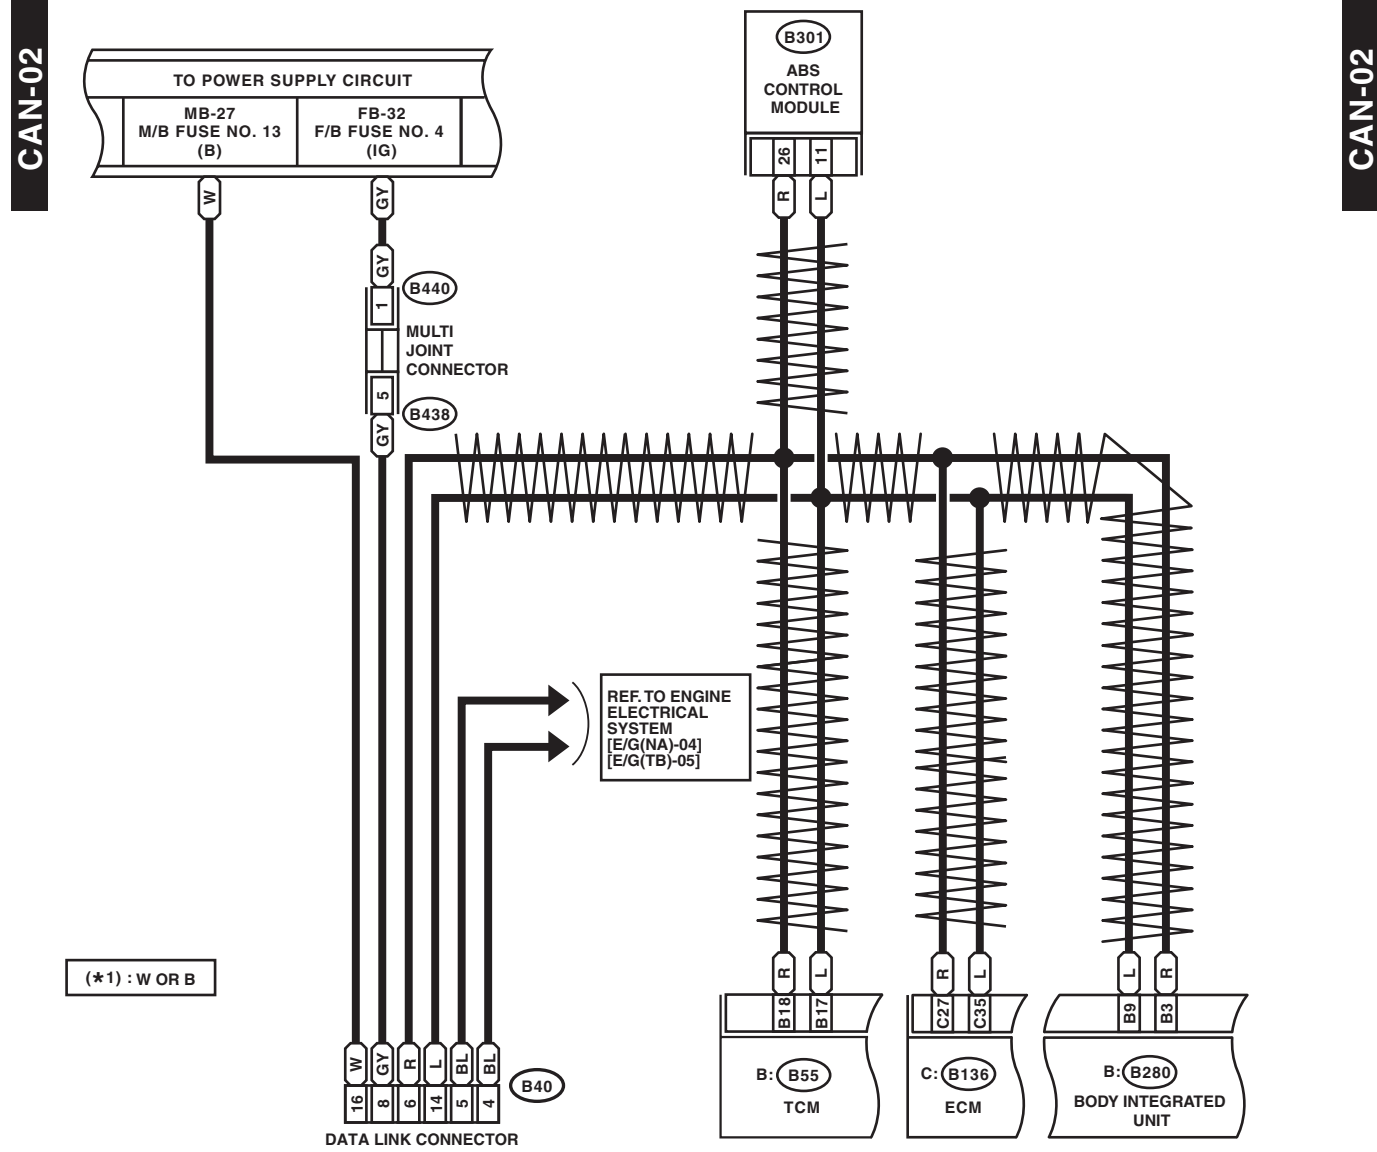 CAN-02
CAN-02
TO POWER SUPPLY CIRCUIT
MB-27
M/B FUSE NO. 13
(B)
FB-32
F/B FUSE NO. 4
(IG)
W
GY
GY
1
B440
MULTI
JOINT
CONNECTOR
5
B438
GY
B301
ABS
CONTROL
MODULE
26
11
R
L
REF. TO ENGINE
ELECTRICAL
SYSTEM
[E/G(NA)-04]
[E/G(TB)-05]
(*1) : W OR B
W
GY
R
L
BL
BL
16
8
6
14
5
4
B40
DATA LINK CONNECTOR
R
L
B18
B17
B: B55
TCM
R
L
C27
C35
C: B136
ECM
L
R
B9
B3
B: B280
BODY INTEGRATED
UNIT